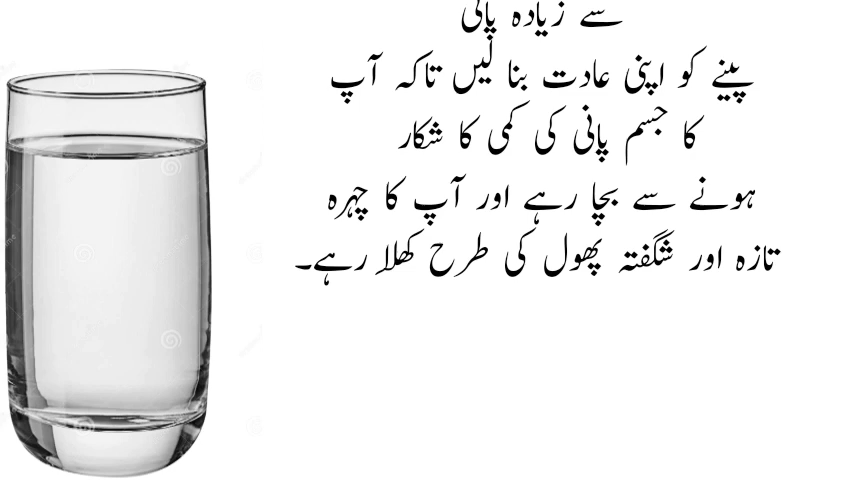 سے زیادہ پانی
پینے کو اپنی عادت بنا لیں تاکہ آپ
کا جسم پانی کی کمی کا شکار
ہونے سے بچا رہے اور آپ کا چہرہ
تازہ اور شگفتہ پھول کی طرح کھلا رہے۔